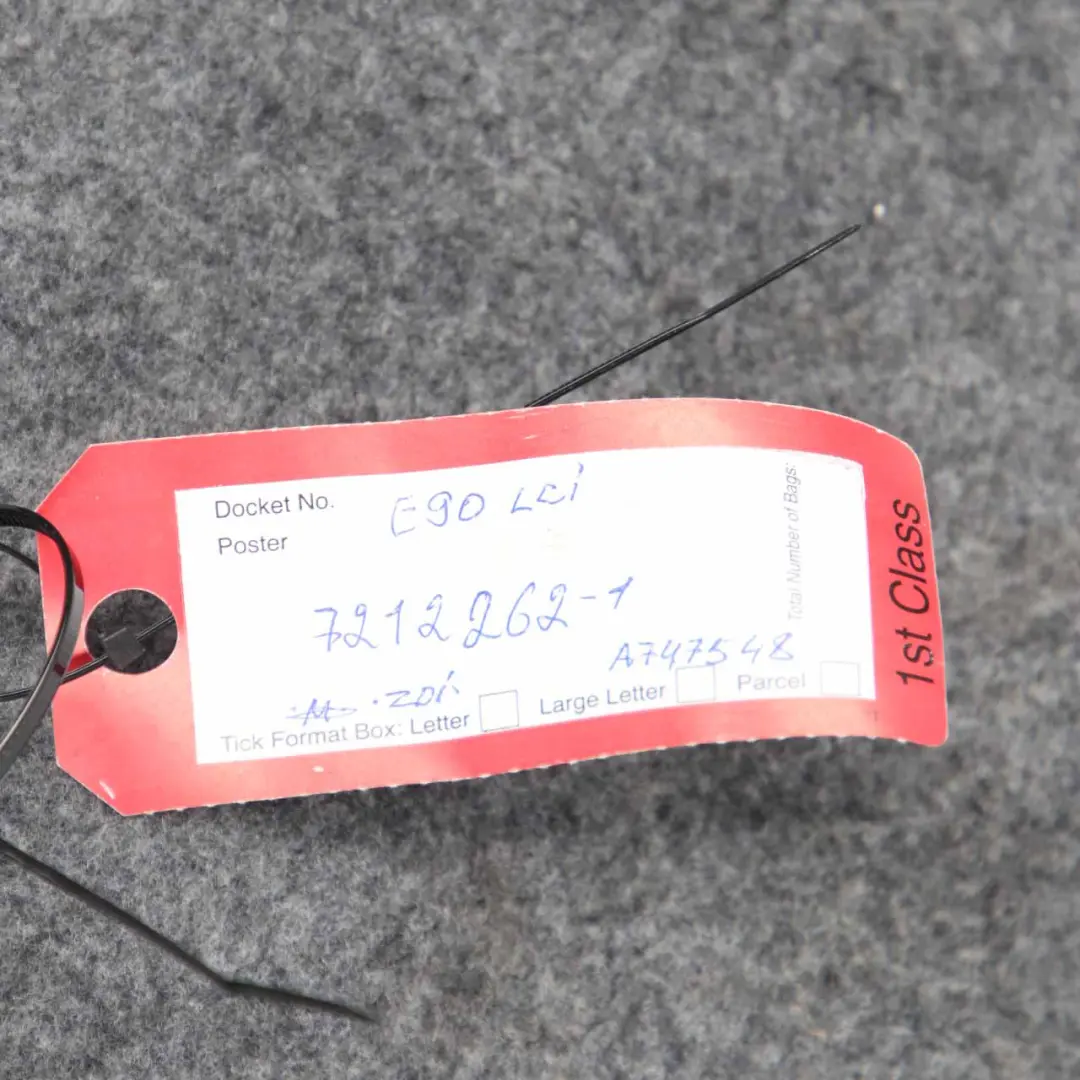 Docket No. E90 LCi
Poster
7212262-1
A747548
Tick Format Box: Letter Large Letter Parcel
Total Number of Bags:
1st Class